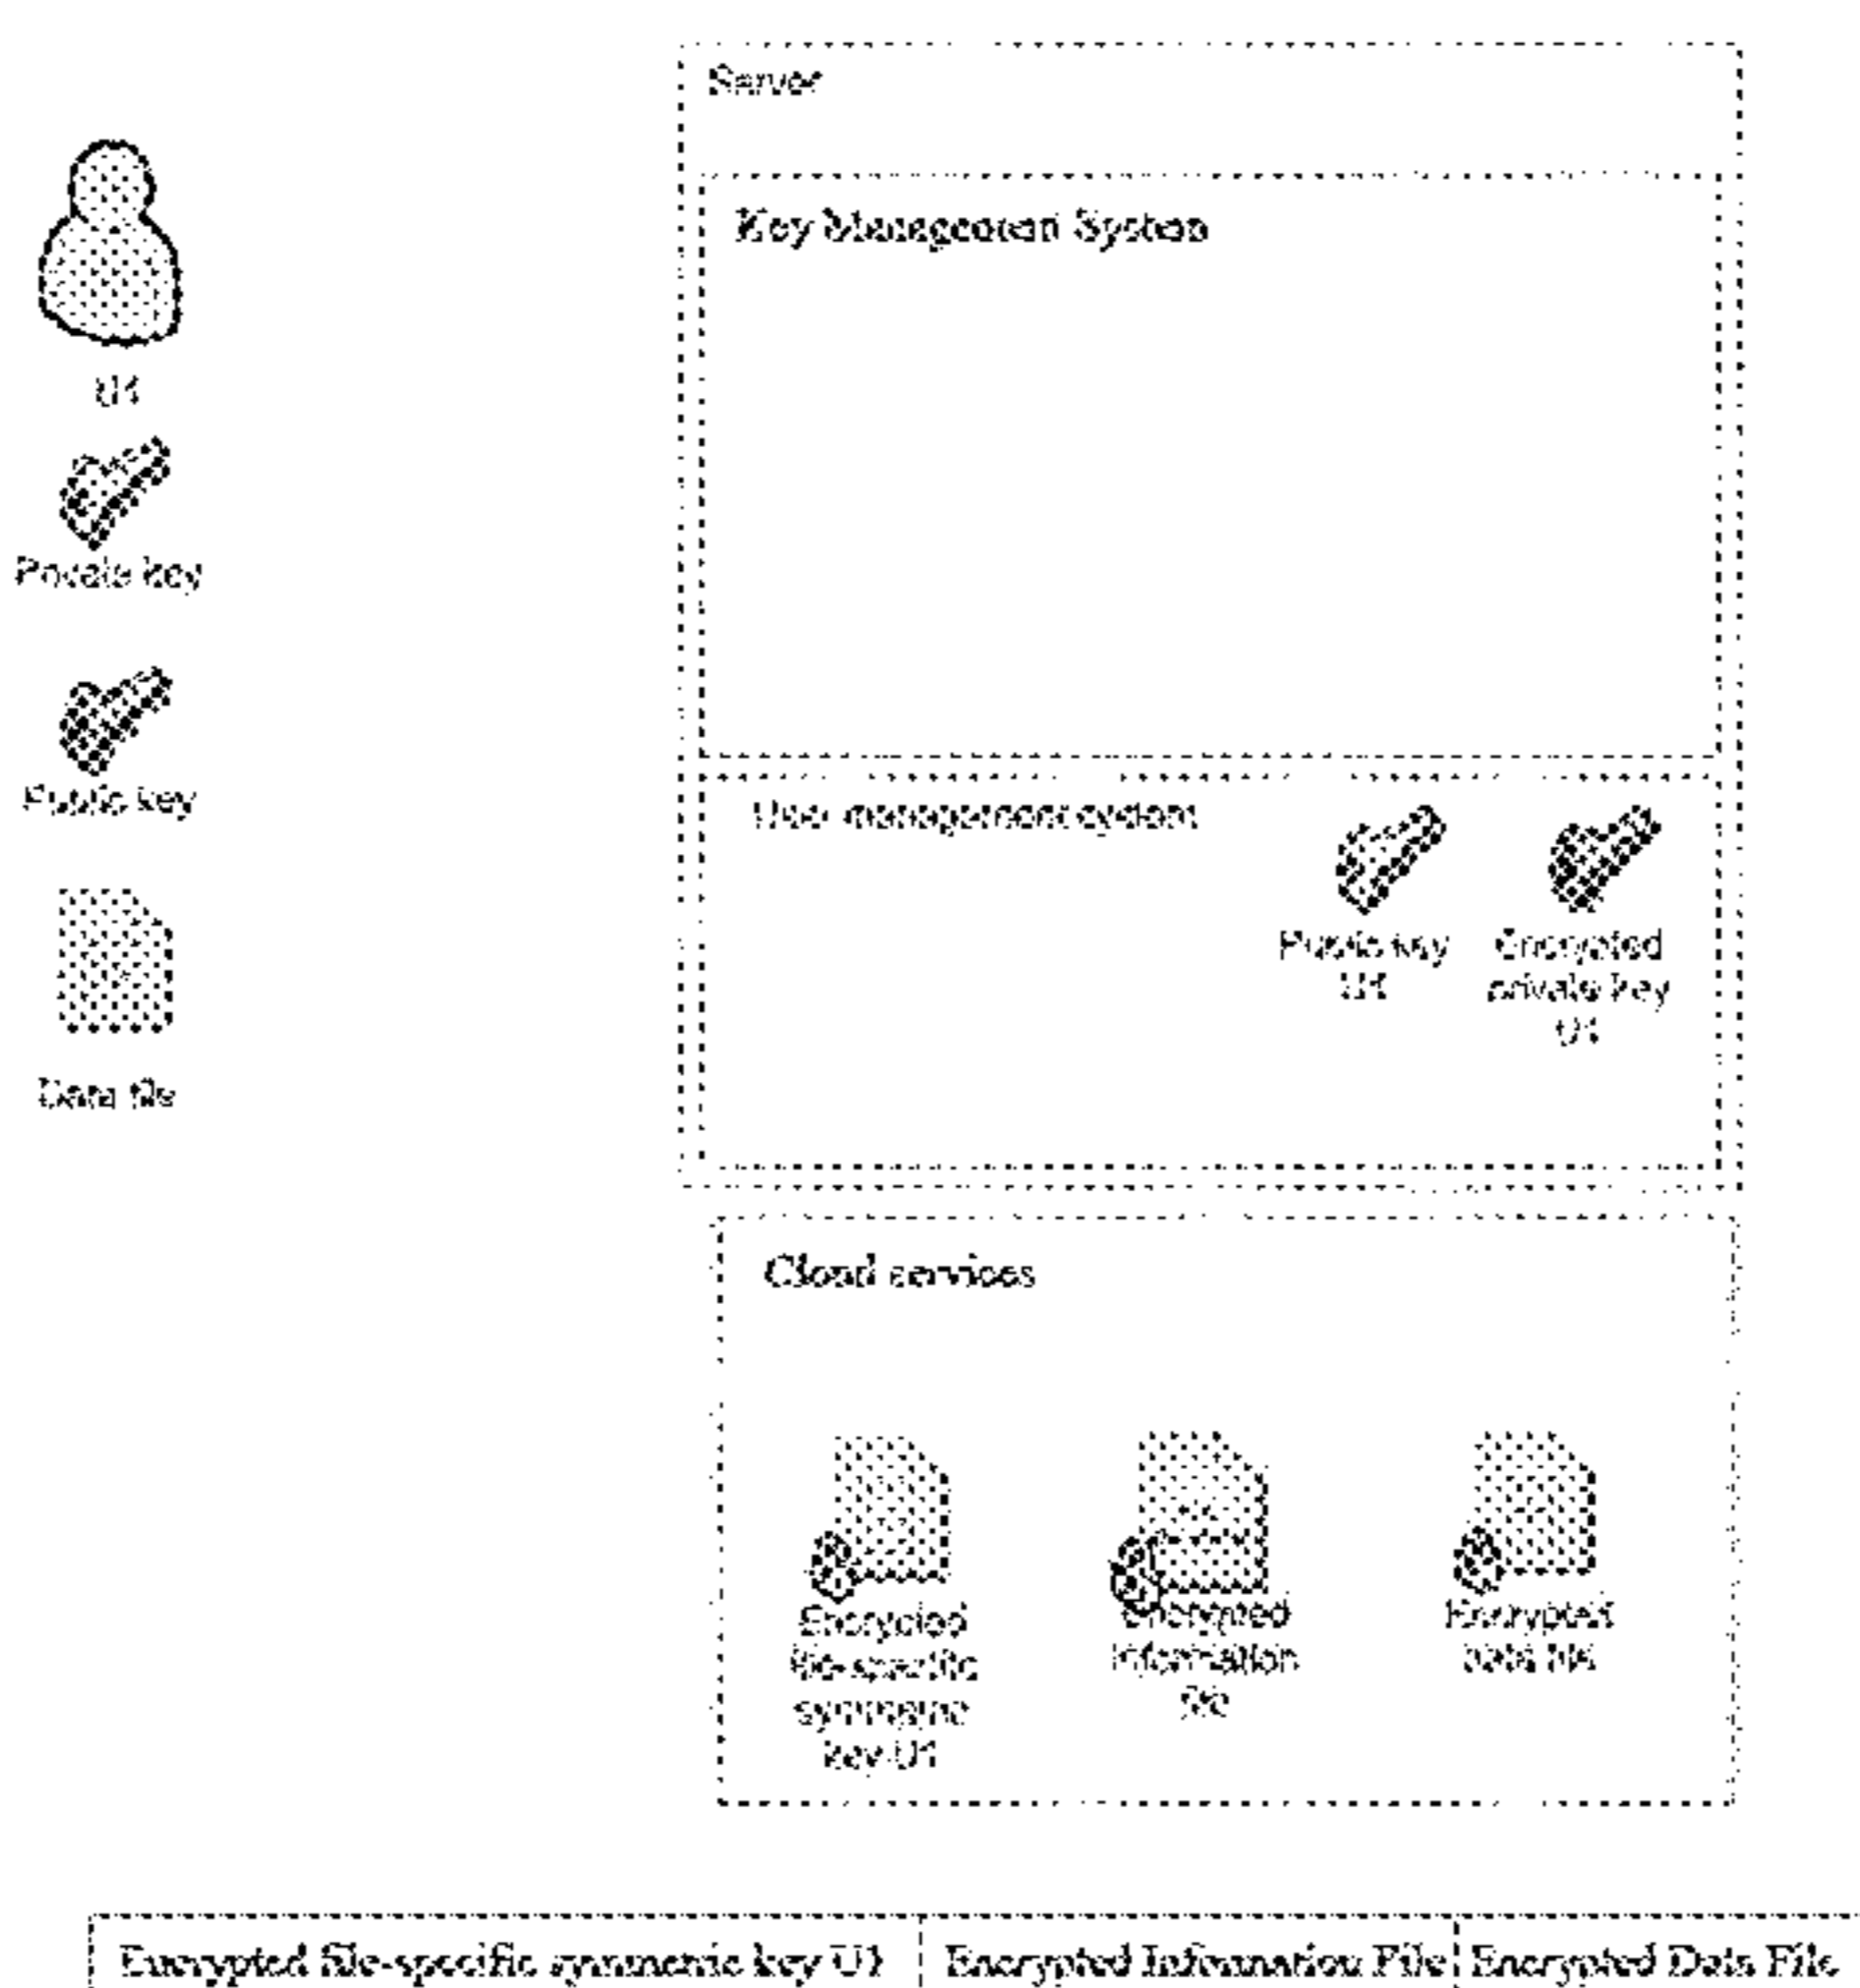 Server
Key Management System
U1
Private key
Public key
User management system
Public key
U1
Encrypted
private key
U1
Data file
Cloud services
Encrypted
file-specific
symmetric
key U1
Encrypted
Information
file
Encrypted
Data file
Encrypted file-specific symmetric key U1
Encrypted Information File
Encrypted Data File